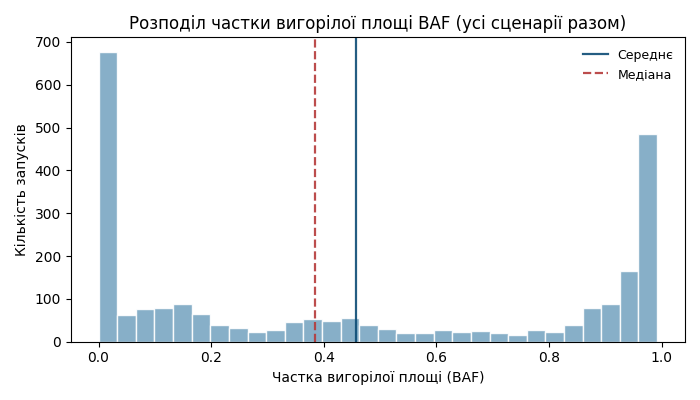 Розподіл частки вигорілої площі BAF (усі сценарії разом)
Кількість запусків
700
600
500
400
300
200
100
0
Середнє
Медіана
0.0 0.2 0.4 0.6 0.8 1.0
Частка вигорілої площі (BAF)